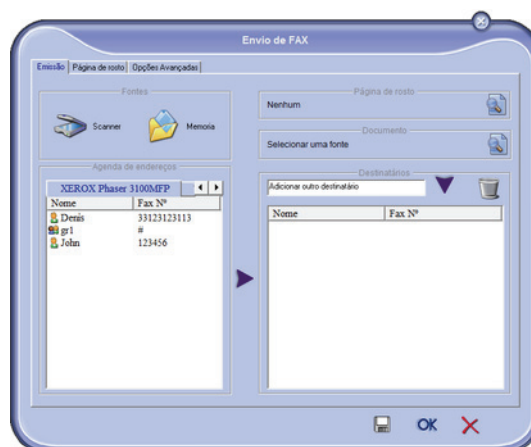 Envio de FAX
Emissão Página de rosto Opções Avançadas
Fontes
Scanner Memoria
Página de rosto
Nenhum
Documento
Selecionar uma fonte
Agenda de endereços
XEROX Phaser 3100MFP
Nome Fax Nº
Denis 33123123113
gr1 #
John 123456
Destinatários
Adicionar outro destinatário
Nome Fax Nº
OK